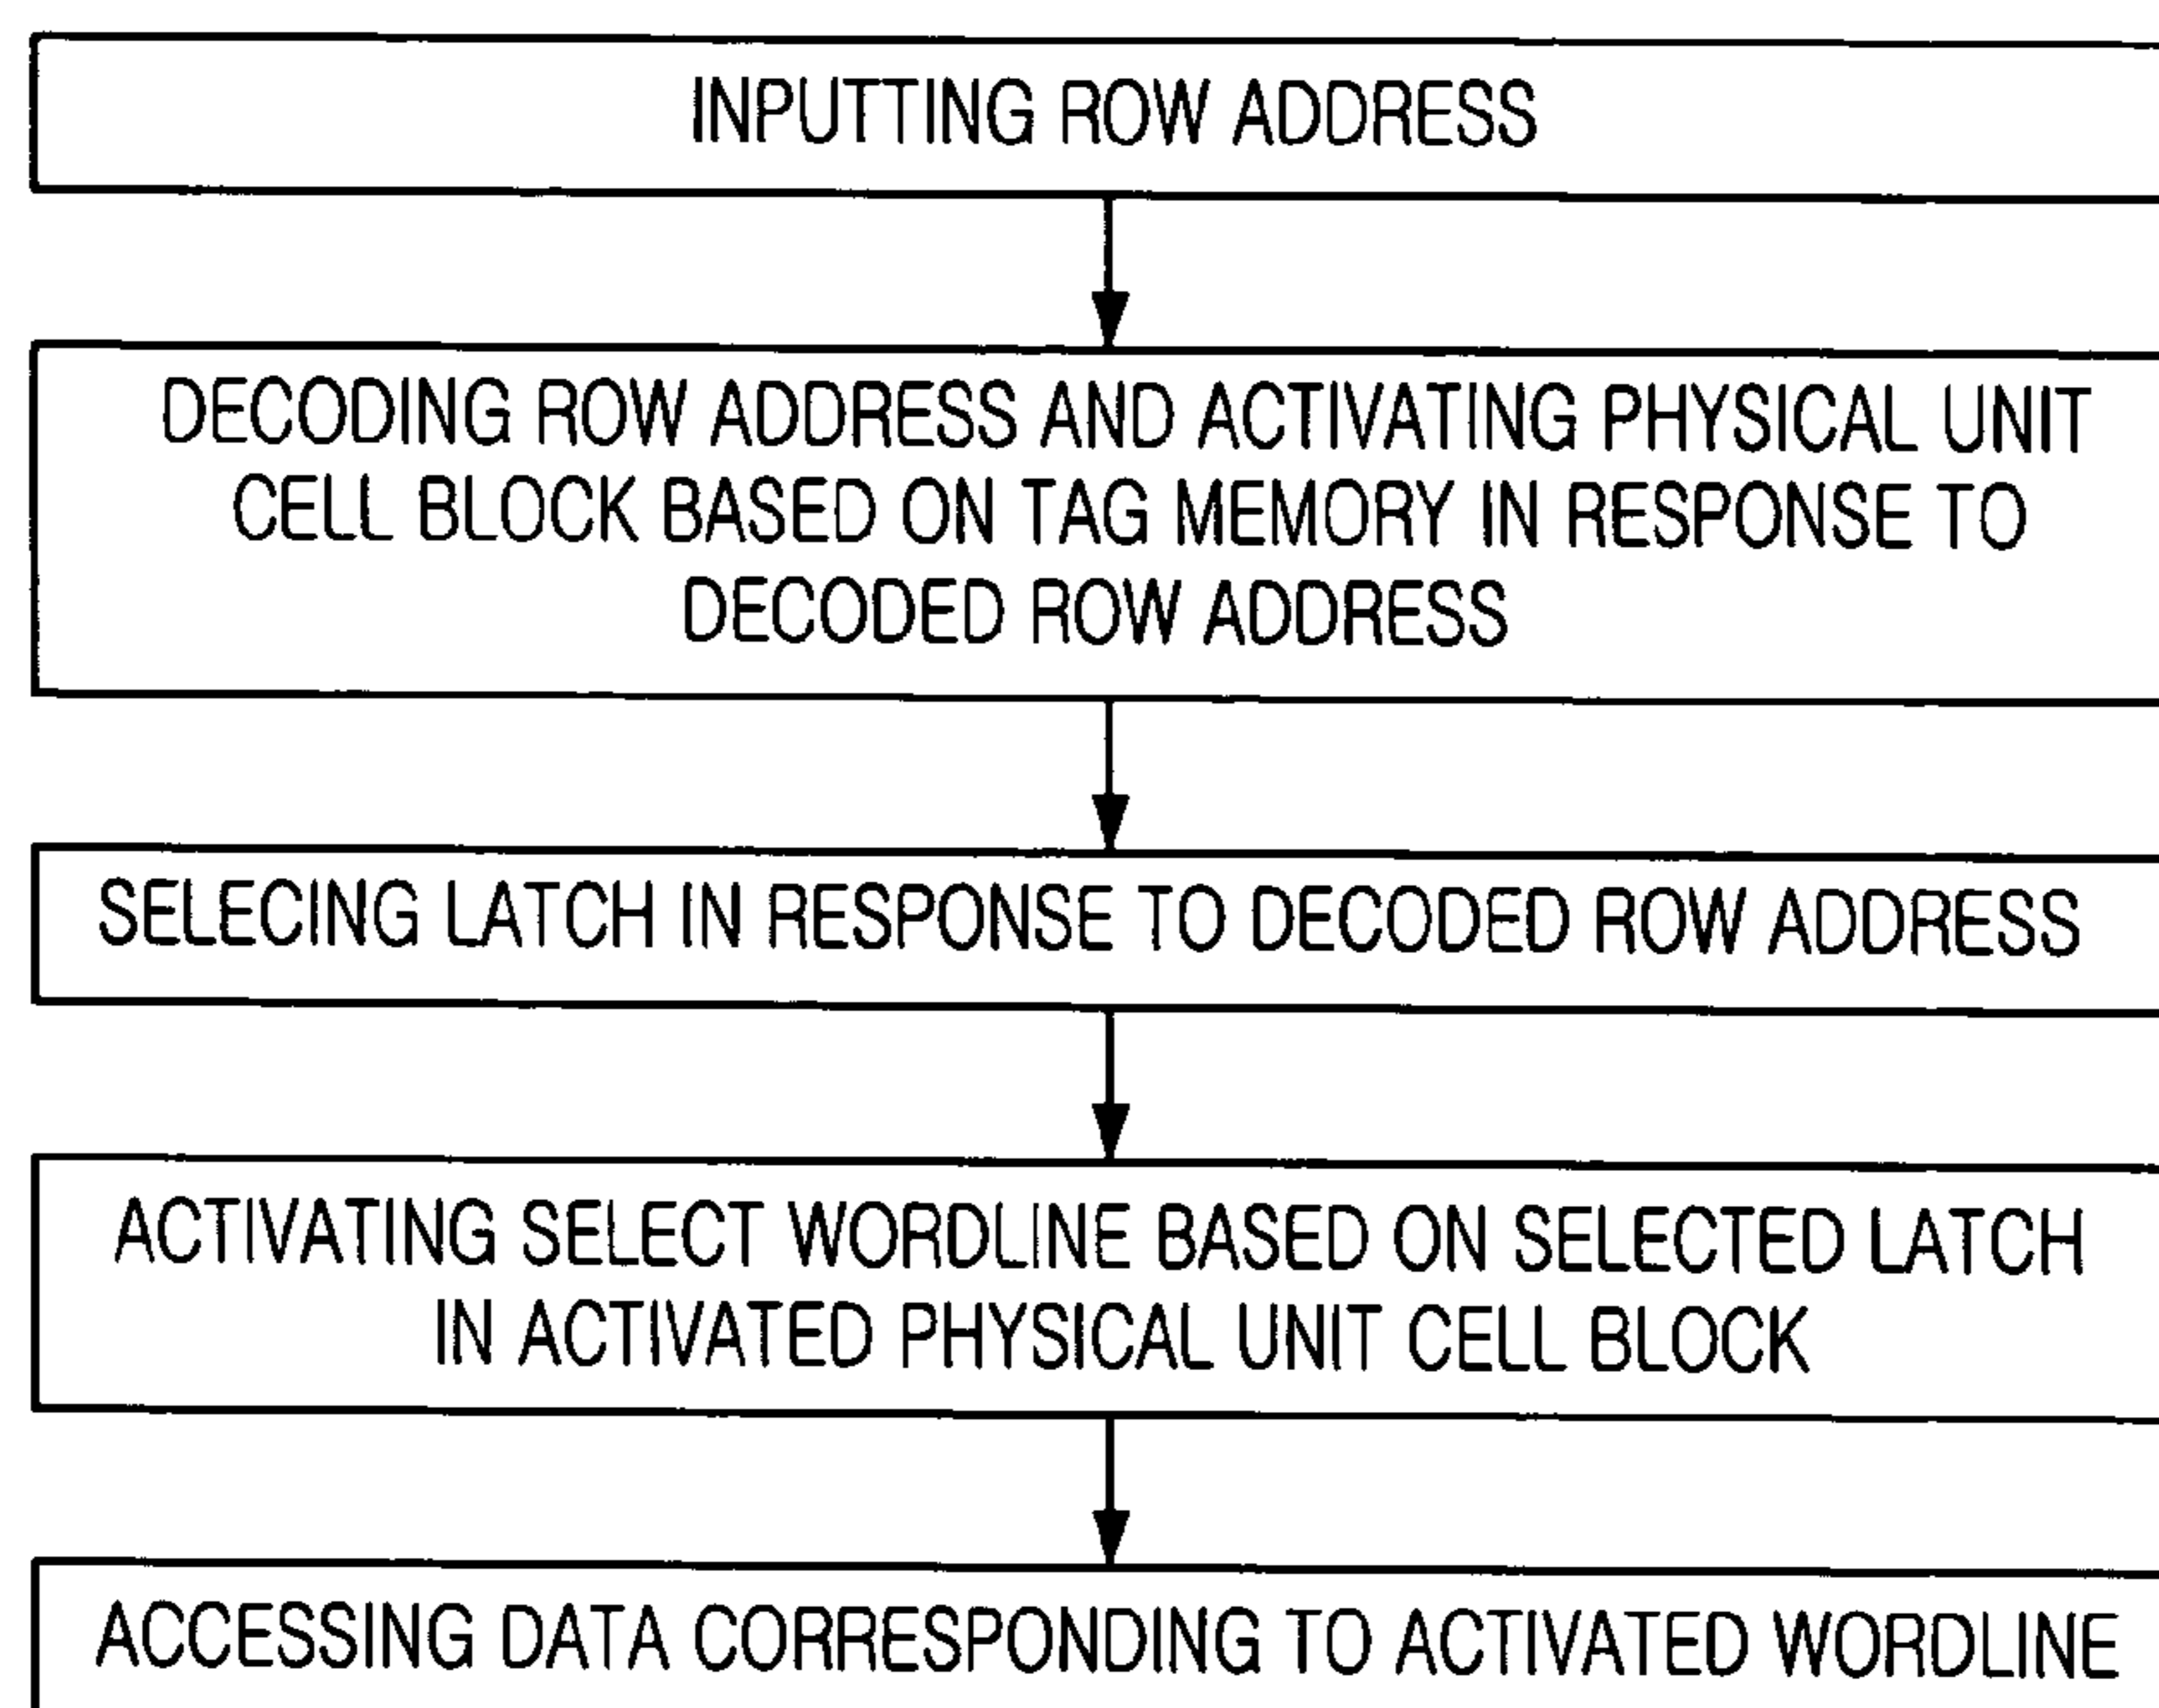 INPUTTING ROW ADDRESS
DECODING ROW ADDRESS AND ACTIVATING PHYSICAL UNIT
CELL BLOCK BASED ON TAG MEMORY IN RESPONSE TO
DECODED ROW ADDRESS
SELECING LATCH IN RESPONSE TO DECODED ROW ADDRESS
ACTIVATING SELECT WORDLINE BASED ON SELECTED LATCH
IN ACTIVATED PHYSICAL UNIT CELL BLOCK
ACCESSING DATA CORRESPONDING TO ACTIVATED WORDLINE